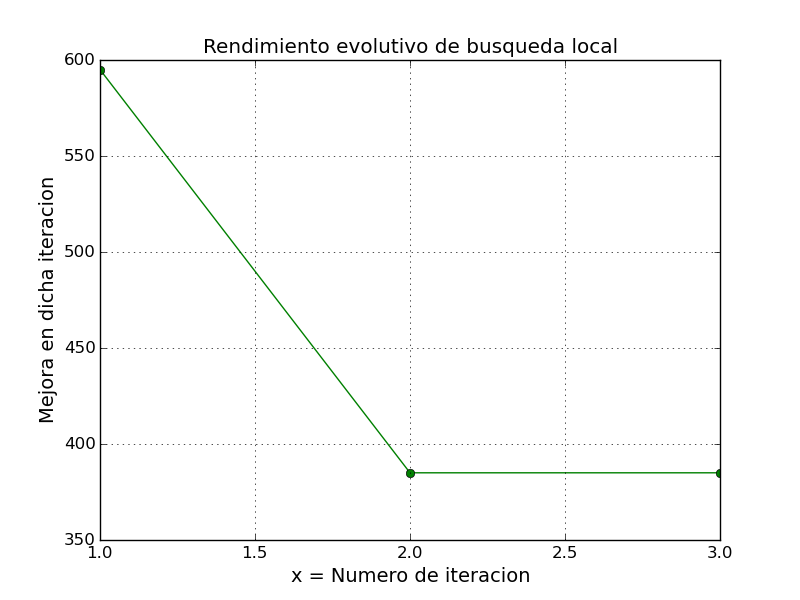 Rendimiento evolutivo de busqueda local
600
550
500
450
400
350
Mejora en dicha iteracion
1.0 1.5 2.0 2.5 3.0
x = Numero de iteracion